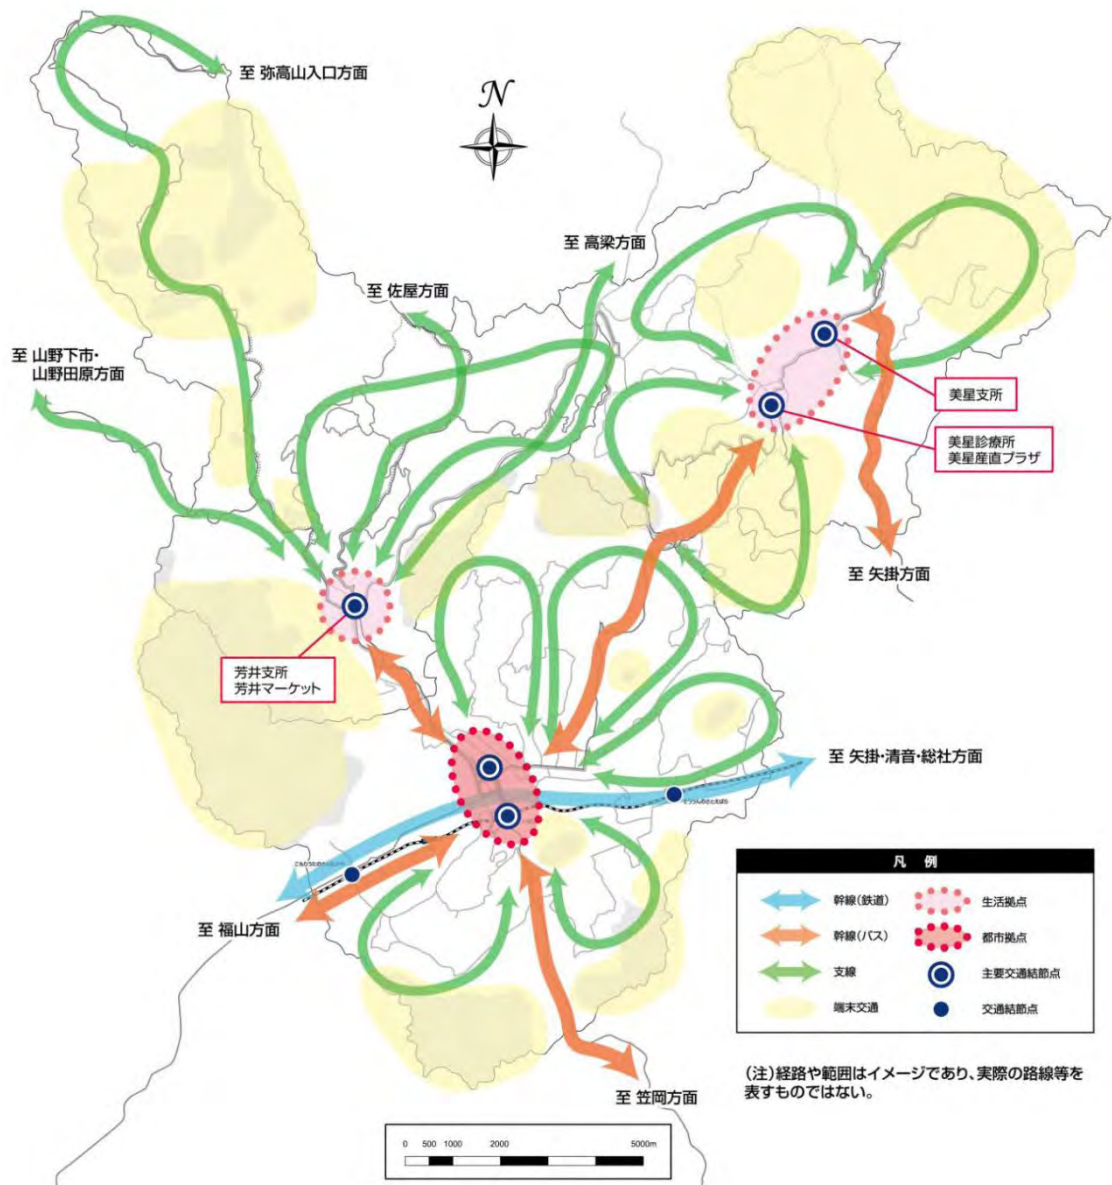 至 弥高山入口方面
N
至 高梁方面
至 佐屋方面
至 山野下市・
山野田原方面
美星支所
美星診療所
美星産直プラザ
至 矢掛方面
芳井支所
芳井マーケット
至 矢掛・清音・総社方面
至 福山方面
至 笠岡方面
凡 例
幹線(鉄道)
生活拠点
幹線(バス)
都市拠点
支線
主要交通結節点
端末交通
交通結節点
(注)経路や範囲はイメージであり、実際の路線等を
表すものではない。
0 500 1000 2000 5000m